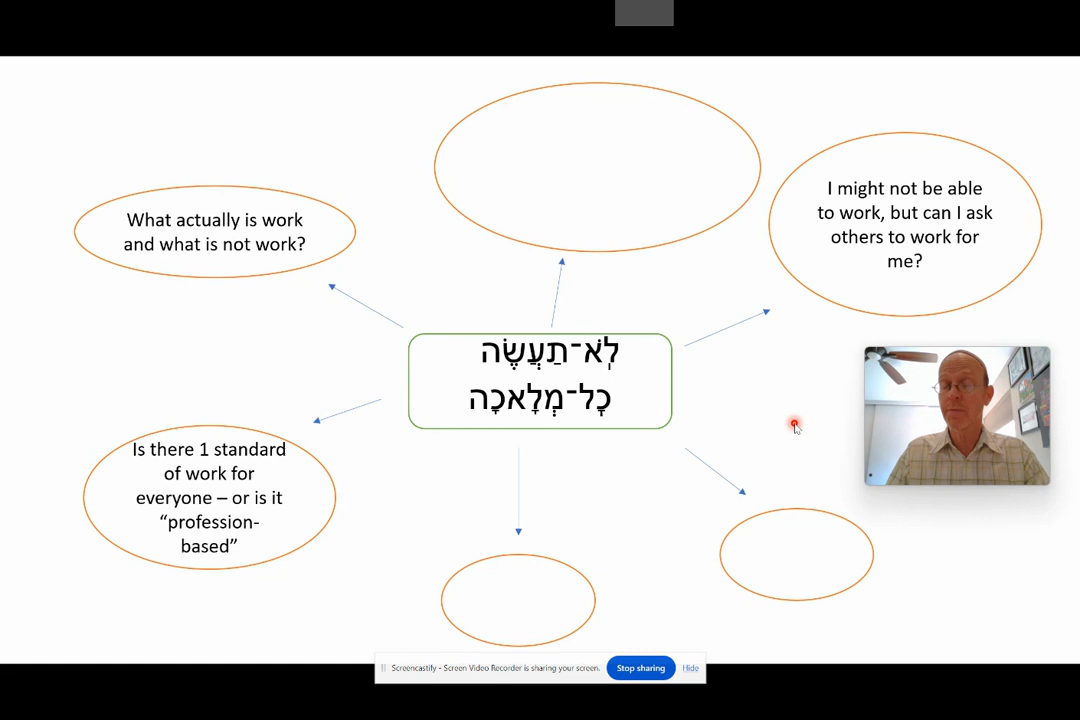 What actually is work
and what is not work?
I might not be able
to work, but can I ask
others to work for
me?
לֹא־תַעֲשֶׂה
כׇל־מְלָאכָה
Is there 1 standard
of work for
everyone – or is it
“profession-
based”
Screencastify - Screen Video Recorder is sharing your screen.
Stop sharing
Hide